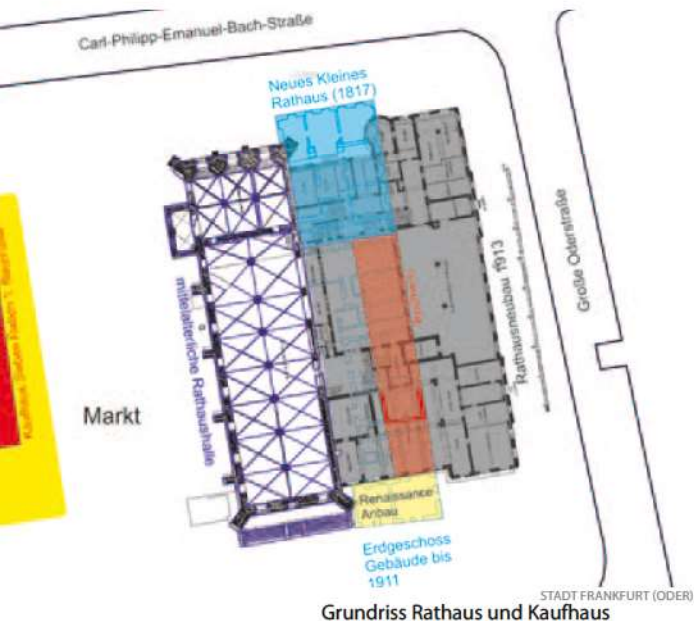 Carl-Philipp-Emanuel-Bach-Straße
Neues Kleines
Rathaus (1817)
Große Oderstraße
Rathausneubau 1913
mittelalterliche Rathaushalle
Markt
Renaissance
Anbau
Erdgeschoss
Gebäude bis
1911
STADT FRANKFURT (ODER)
Grundriss Rathaus und Kaufhaus